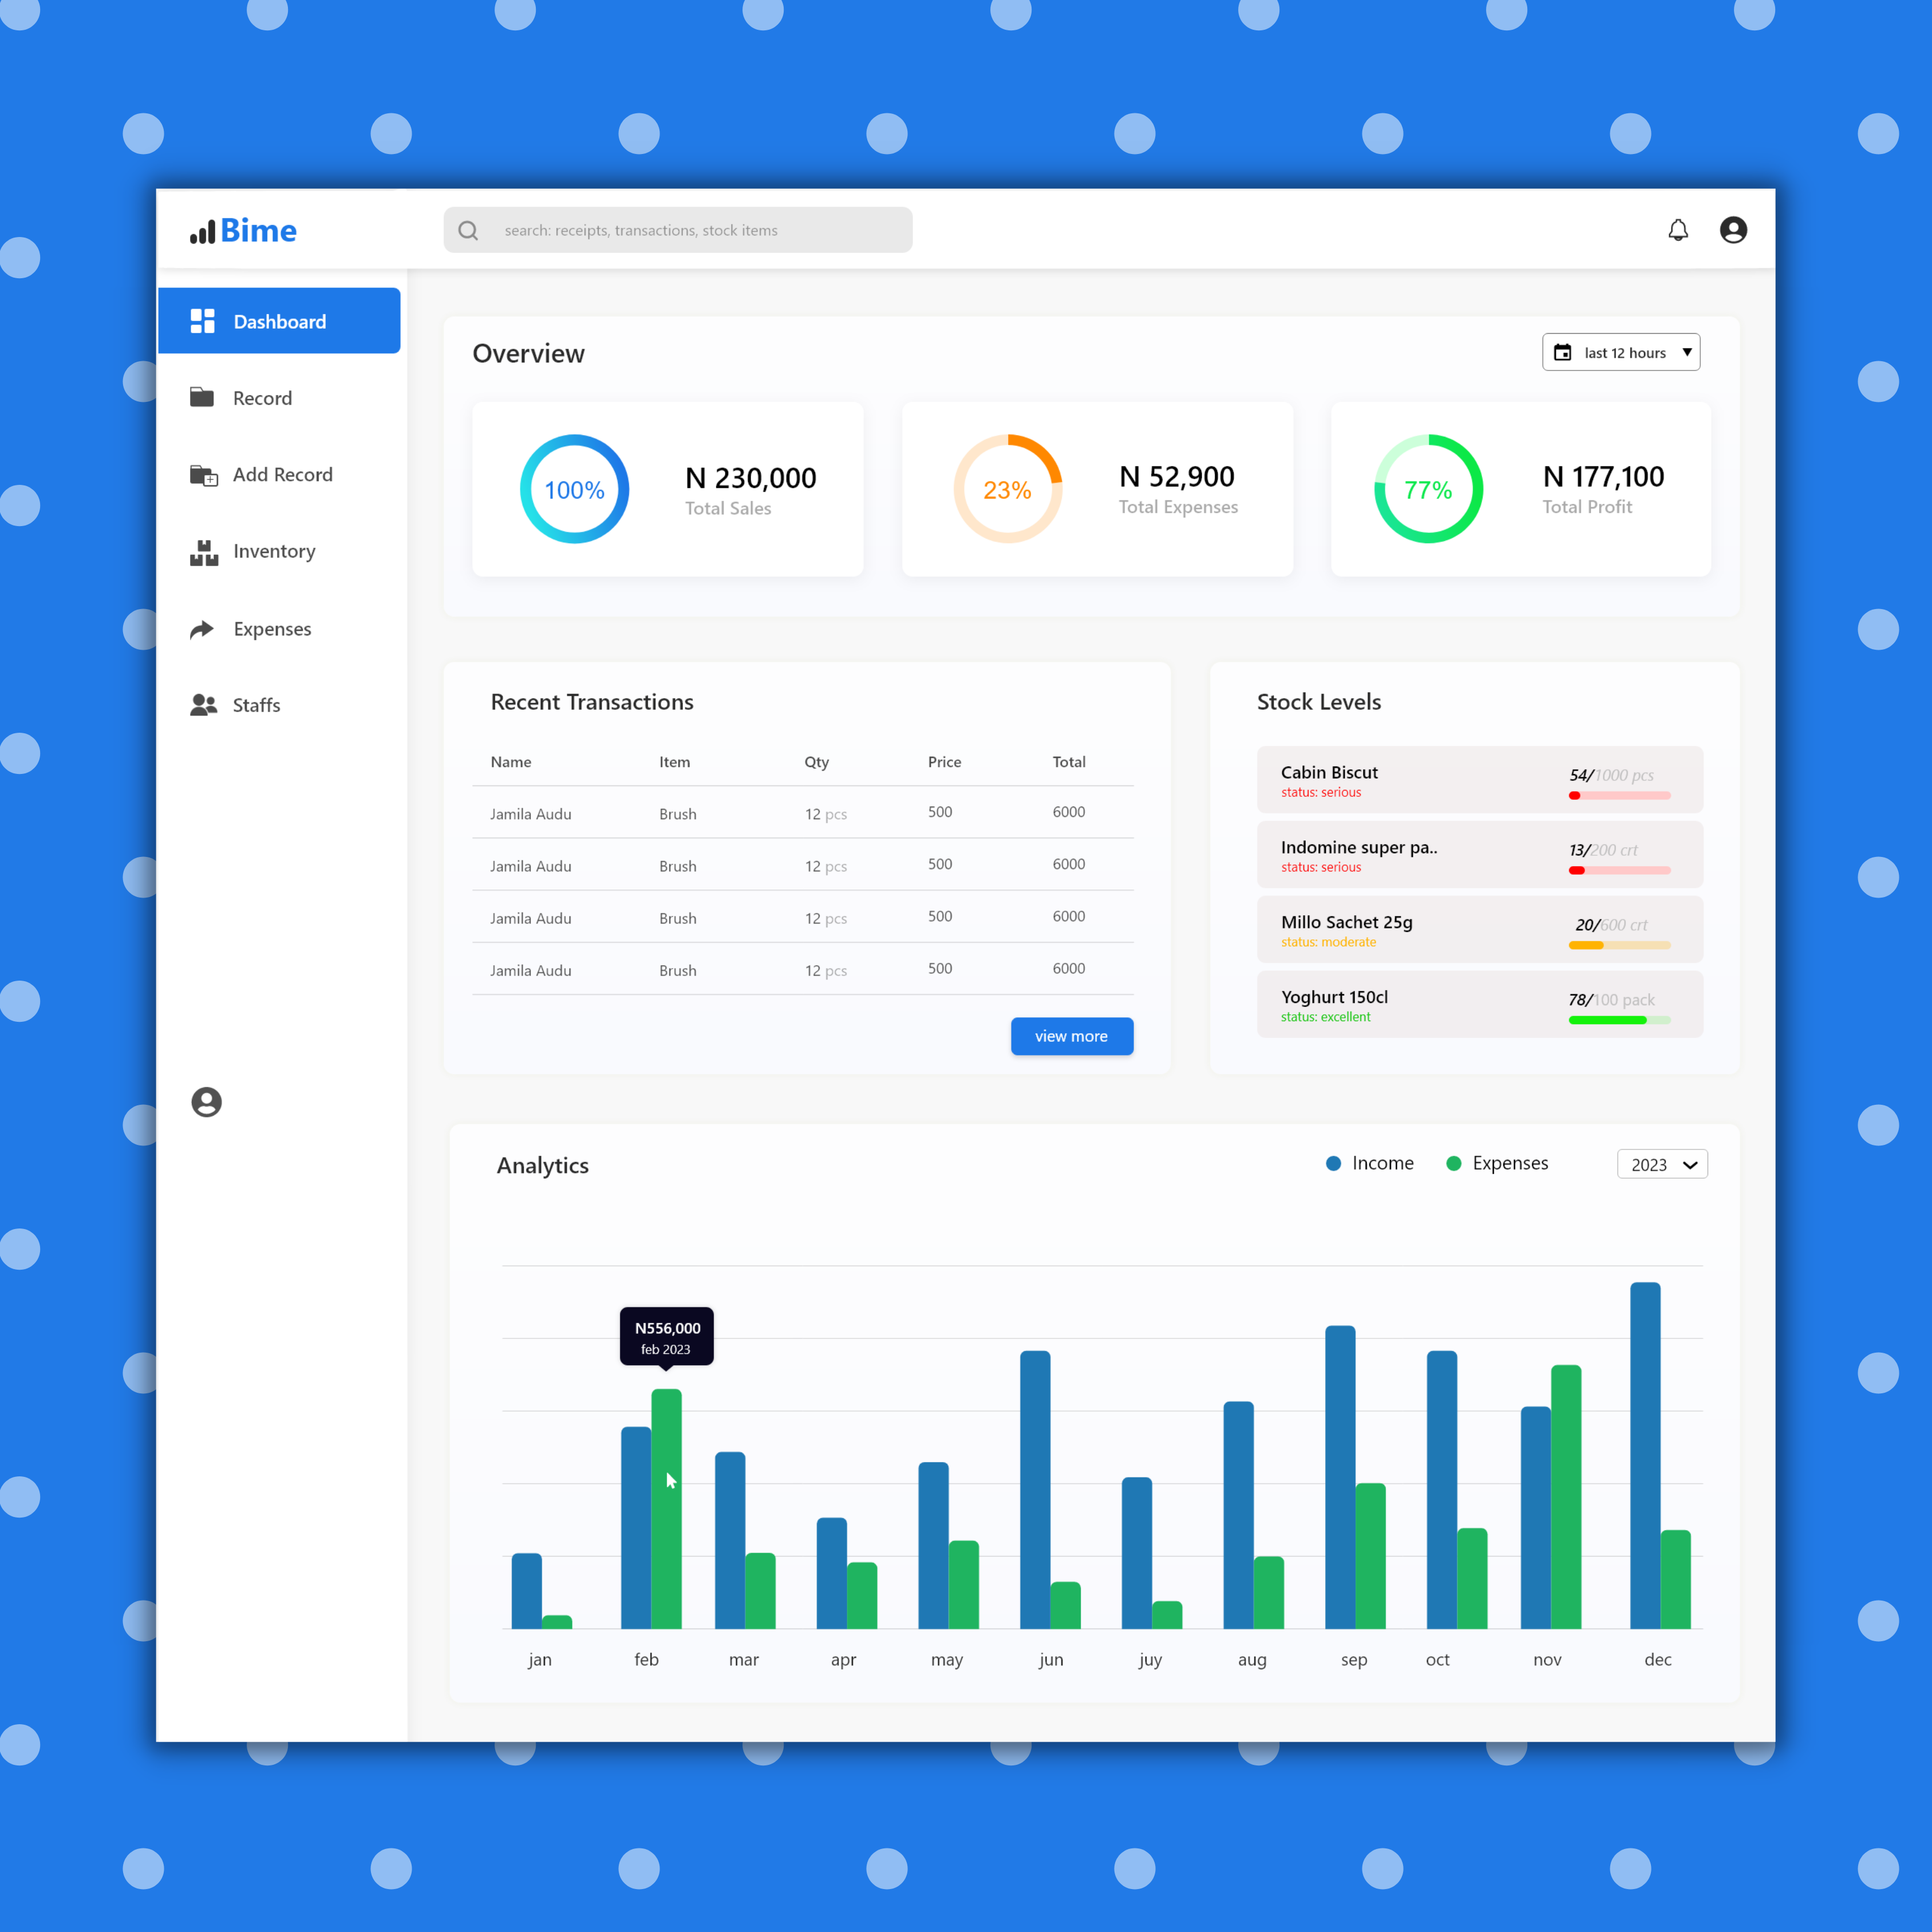 Bime
search: receipts, transactions, stock items
Dashboard
Record
Add Record
Inventory
Expenses
Staffs
Overview
last 12 hours
100%
N 230,000
Total Sales
23%
N 52,900
Total Expenses
77%
N 177,100
Total Profit
Recent Transactions
Name Item Qty Price Total
Jamila Audu Brush 12 pcs 500 6000
Jamila Audu Brush 12 pcs 500 6000
Jamila Audu Brush 12 pcs 500 6000
Jamila Audu Brush 12 pcs 500 6000
view more
Stock Levels
Cabin Biscut 54/1000 pcs
status: serious
Indomine super pa.. 13/200 crt
status: serious
Millo Sachet 25g 20/600 crt
status: moderate
Yoghurt 150cl 78/100 pack
status: excellent
Analytics
Income Expenses 2023
N556,000
feb 2023
jan feb mar apr may jun juy aug sep oct nov dec